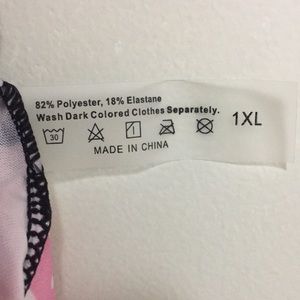 82% Polyester, 18% Elastane
Wash Dark Colored Clothes Separately.
30
1XL
MADE IN CHINA